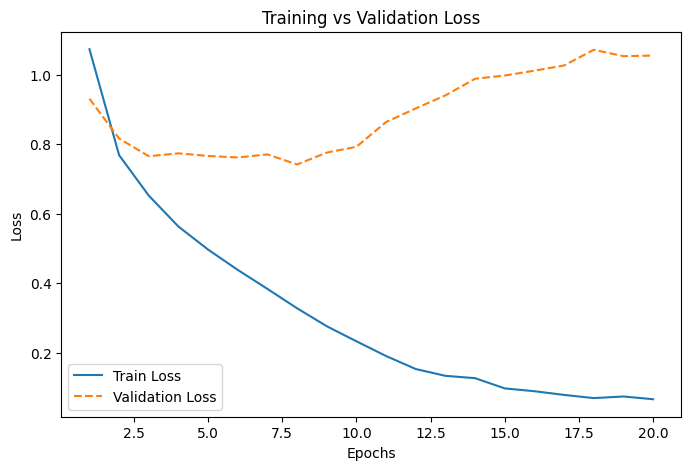 Training vs Validation Loss
1.0
0.8
0.6
0.4
0.2
Loss
Train Loss
Validation Loss
2.5 5.0 7.5 10.0 12.5 15.0 17.5 20.0
Epochs